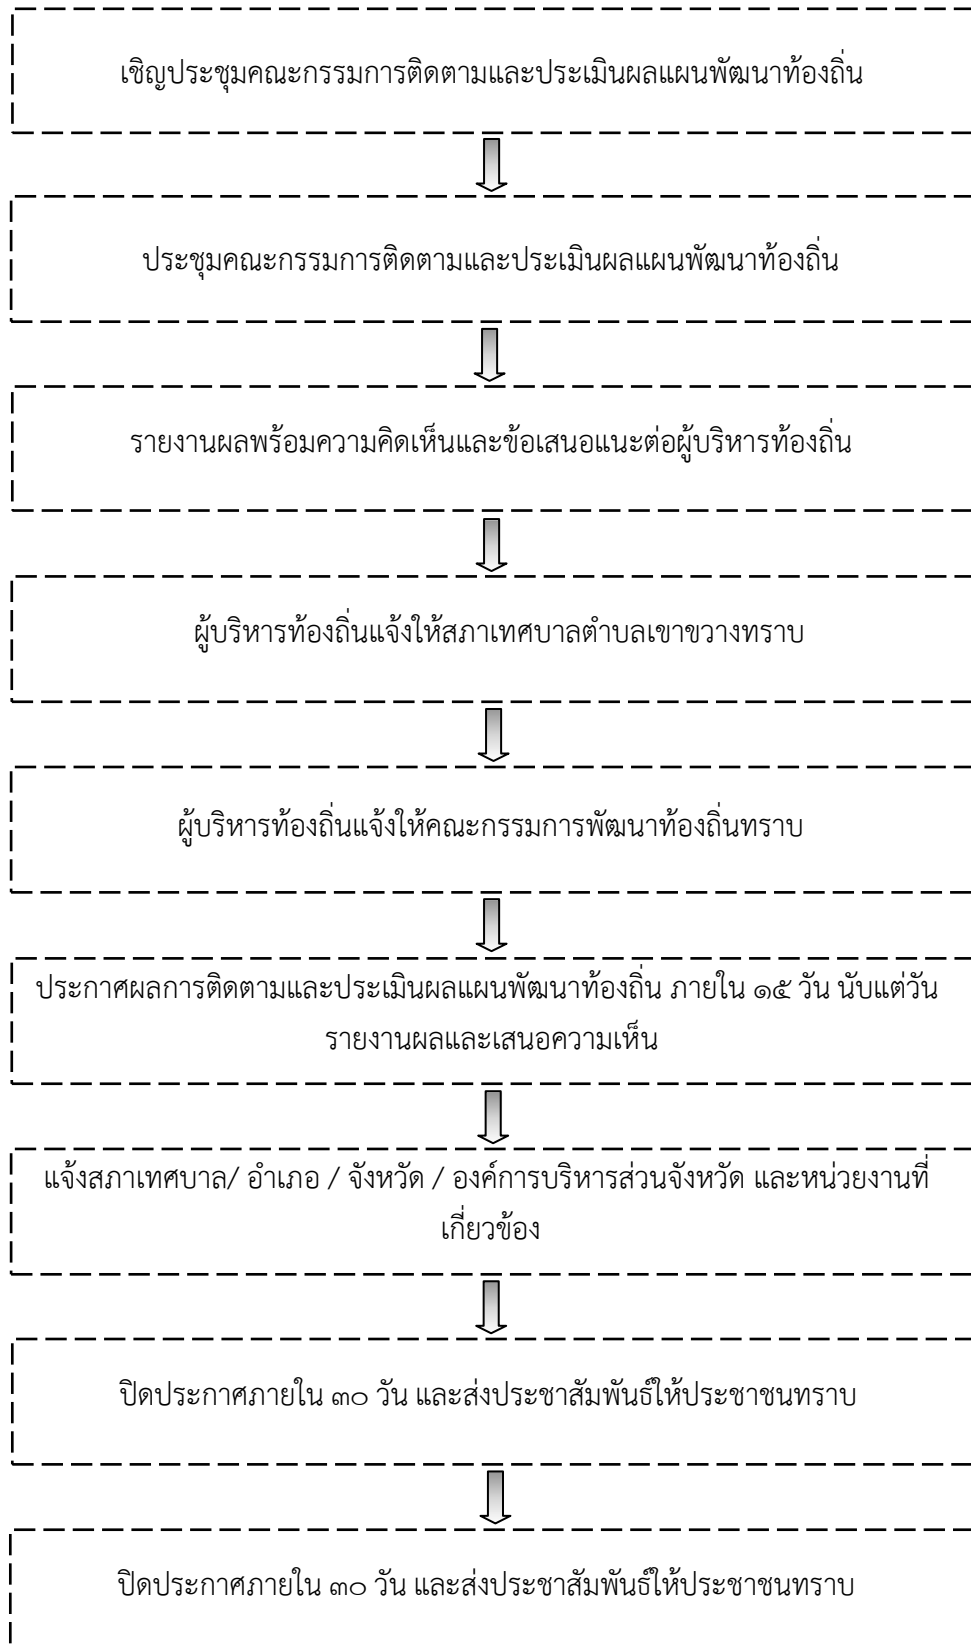 เชิญประชุมคณะกรรมการติดตามและประเมินผลแผนพัฒนาท้องถิ่น
ประชุมคณะกรรมการติดตามและประเมินผลแผนพัฒนาท้องถิ่น
รายงานผลพร้อมความคิดเห็นและข้อเสนอแนะต่อผู้บริหารท้องถิ่น
ผู้บริหารท้องถิ่นแจ้งให้สภาเทศบาลตำบลเขาขวางทราบ
ผู้บริหารท้องถิ่นแจ้งให้คณะกรรมการพัฒนาท้องถิ่นทราบ
ประกาศผลการติดตามและประเมินผลแผนพัฒนาท้องถิ่น ภายใน ๑๕ วัน นับแต่วัน
รายงานผลและเสนอความเห็น
แจ้งสภาเทศบาล/ อำเภอ / จังหวัด / องค์การบริหารส่วนจังหวัด และหน่วยงานที่
เกี่ยวข้อง
ปิดประกาศภายใน ๓๐ วัน และส่งประชาสัมพันธ์ให้ประชาชนทราบ
ปิดประกาศภายใน ๓๐ วัน และส่งประชาสัมพันธ์ให้ประชาชนทราบ